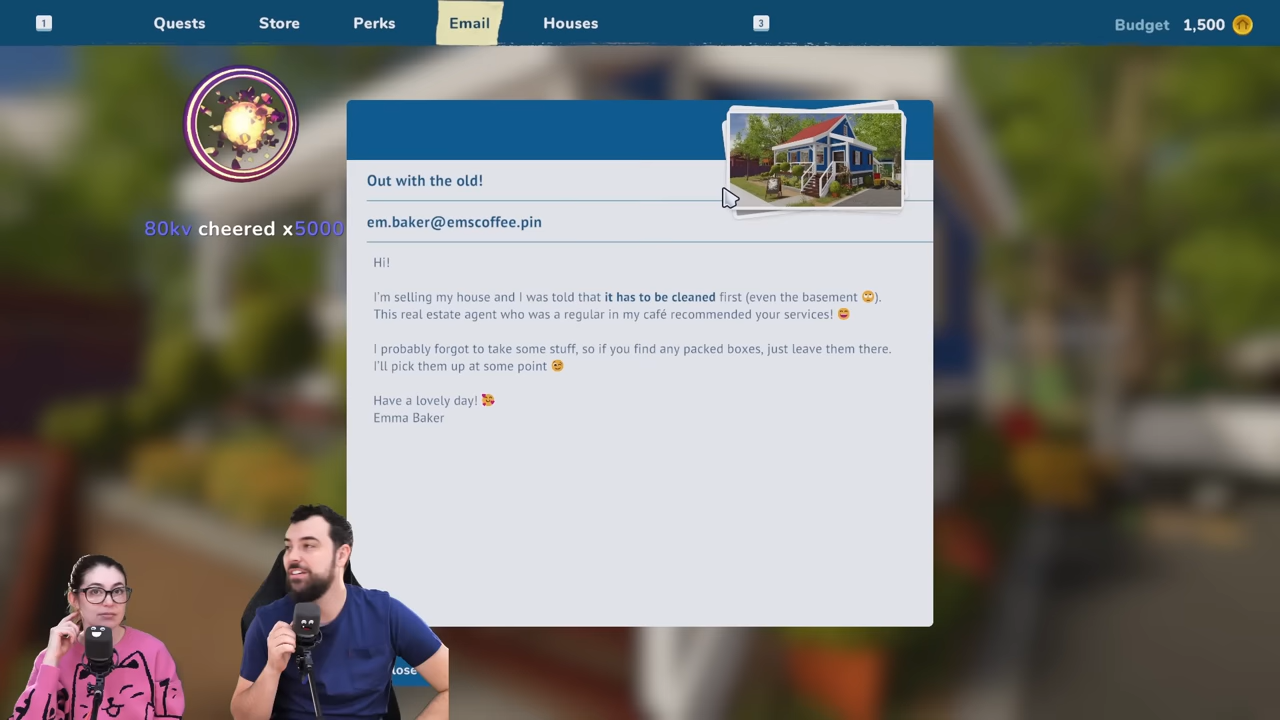 1
Quests
Store
Perks
Email
Houses
3
Budget 1,500
80kv cheered x5000
Out with the old!
em.baker@emscoffee.pin
Hi!
I'm selling my house and I was told that it has to be cleaned first (even the basement 🙄).
This real estate agent who was a regular in my café recommended your services! 😄
I probably forgot to take some stuff, so if you find any packed boxes, just leave them there.
I'll pick them up at some point 😉
Have a lovely day! 🥰
Emma Baker
lose